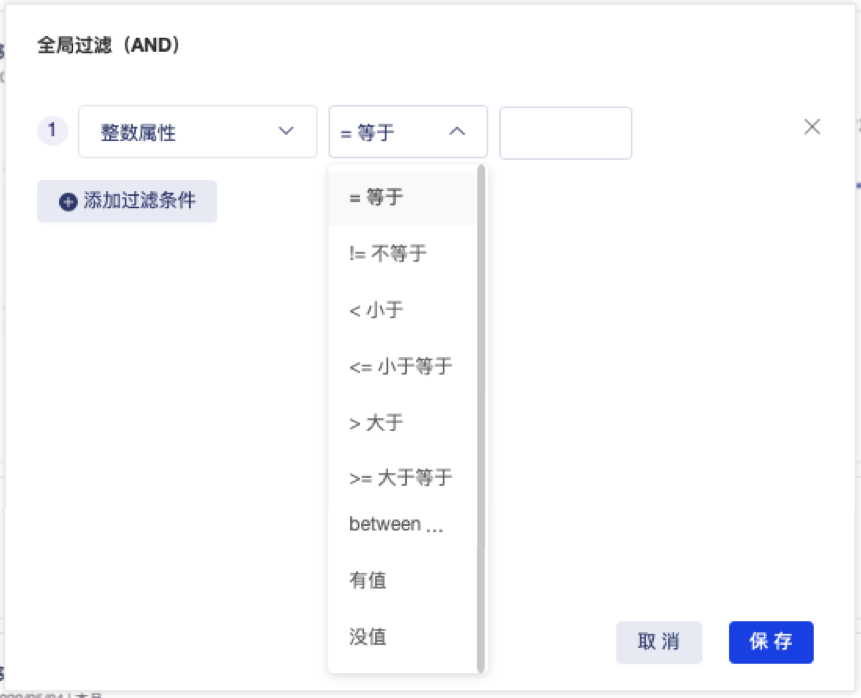 全局过滤（AND）
1 整数属性 = 等于
添加过滤条件
= 等于
!= 不等于
< 小于
<= 小于等于
> 大于
>= 大于等于
between ...
有值
没值
取消 保存